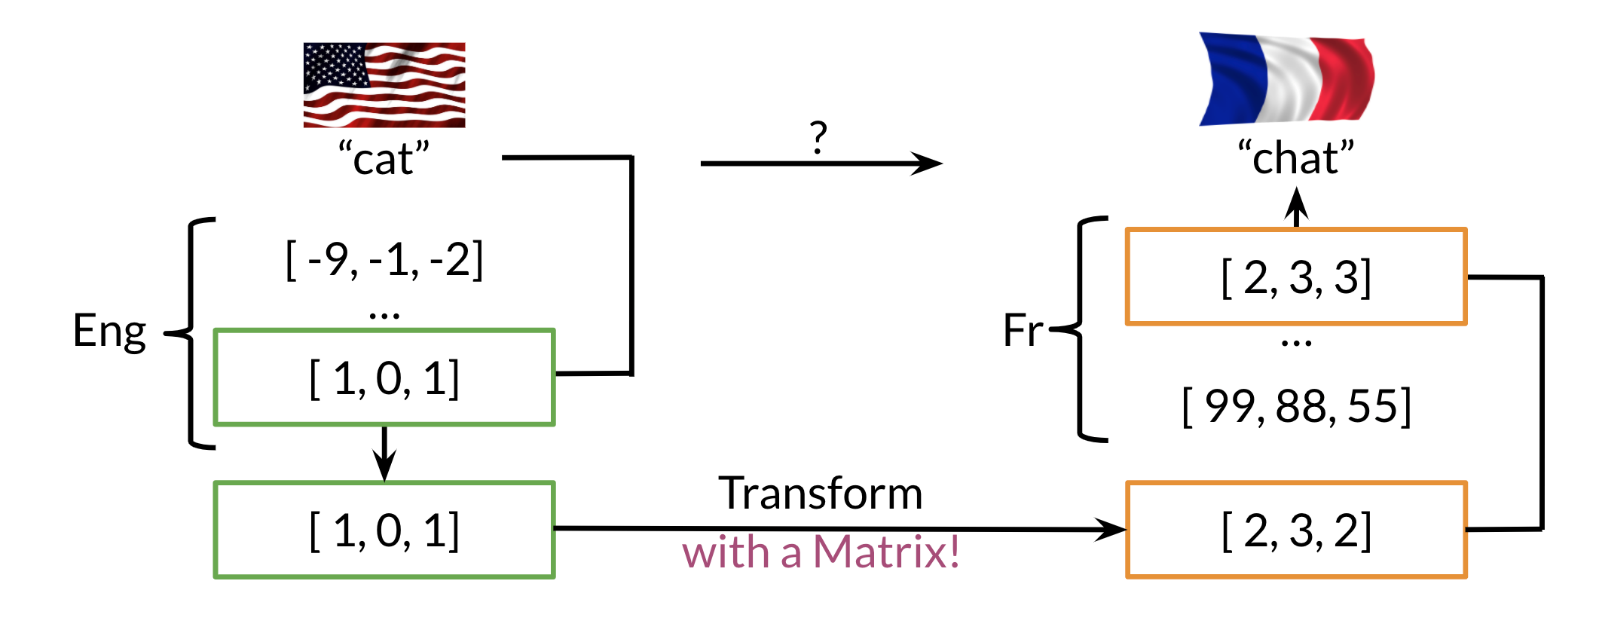 “cat”
?
“chat”
Eng
[ -9, -1, -2]
...
[ 1, 0, 1]
[ 1, 0, 1]
Transform
with a Matrix!
Fr
[ 2, 3, 3]
...
[ 99, 88, 55]
[ 2, 3, 2]